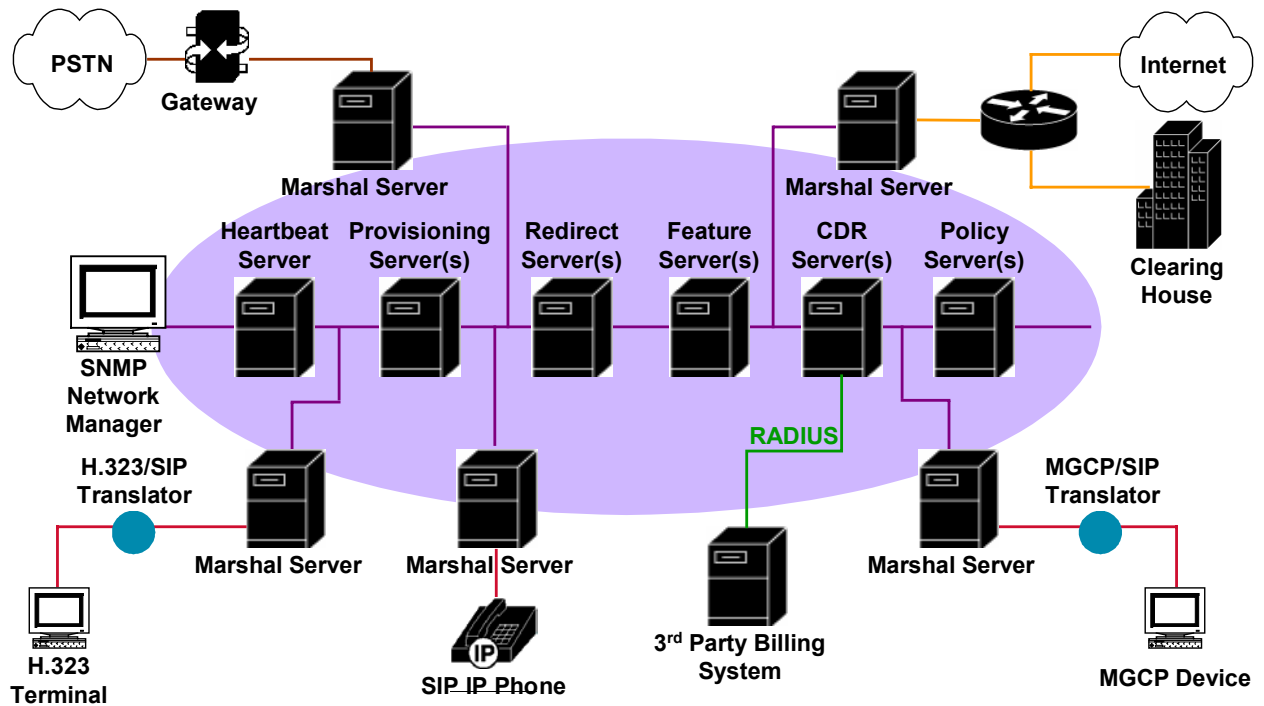 PSTN
Gateway
Internet
Marshal Server
Marshal Server
Clearing
House
Heartbeat
Server
Provisioning
Server(s)
Redirect
Server(s)
Feature
Server(s)
CDR
Server(s)
Policy
Server(s)
SNMP
Network
Manager
RADIUS
H.323/SIP
Translator
MGCP/SIP
Translator
Marshal Server
Marshal Server
Marshal Server
H.323
Terminal
IP
SIP IP Phone
3rd Party Billing
System
MGCP Device